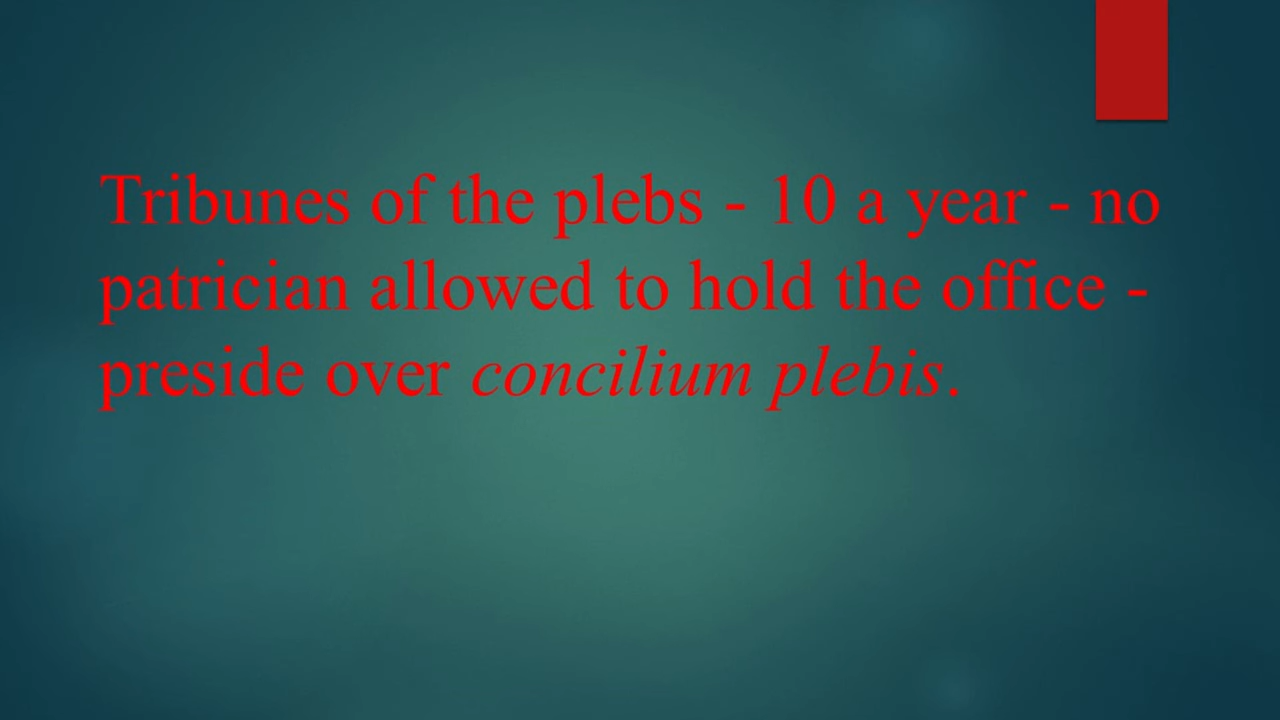 Tribunes of the plebs - 10 a year - no
patrician allowed to hold the office -
preside over concilium plebis.